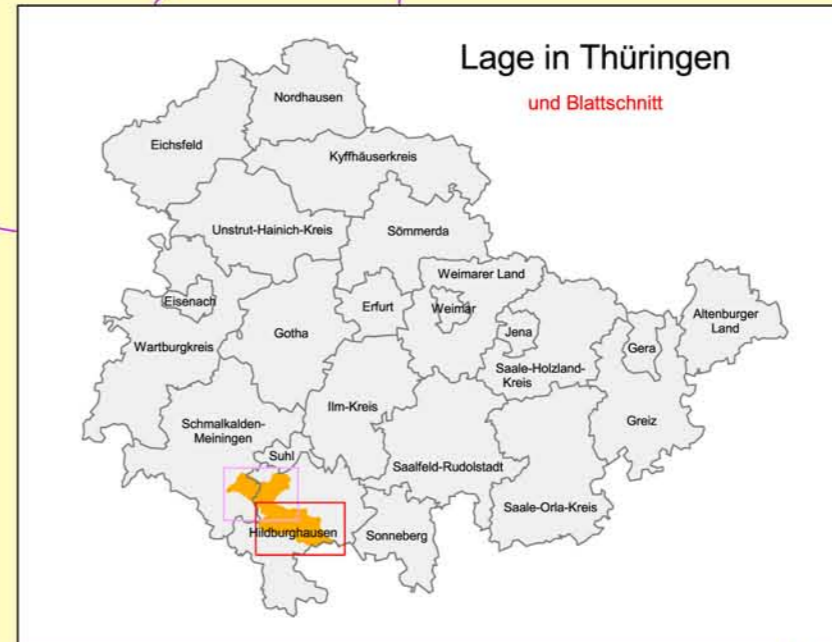 Lage in Thüringen
und Blattschnitt
Nordhausen
Eichsfeld
Kyffhäuserkreis
Unstrut-Hainich-Kreis
Sömmerda
Weimarer Land
Eisenach
Erfurt
Weimar
Altenburger
Land
Gotha
Jena
Gera
Wartburgkreis
Saale-Holzland-
Kreis
Ilm-Kreis
Greiz
Schmalkalden-
Meiningen
Suhl
Saalfeld-Rudolstadt
Saale-Orla-Kreis
Hildburghausen
Sonneberg